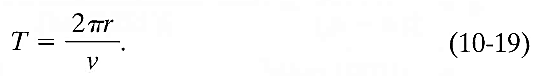 T = 2πr / v. (10-19)